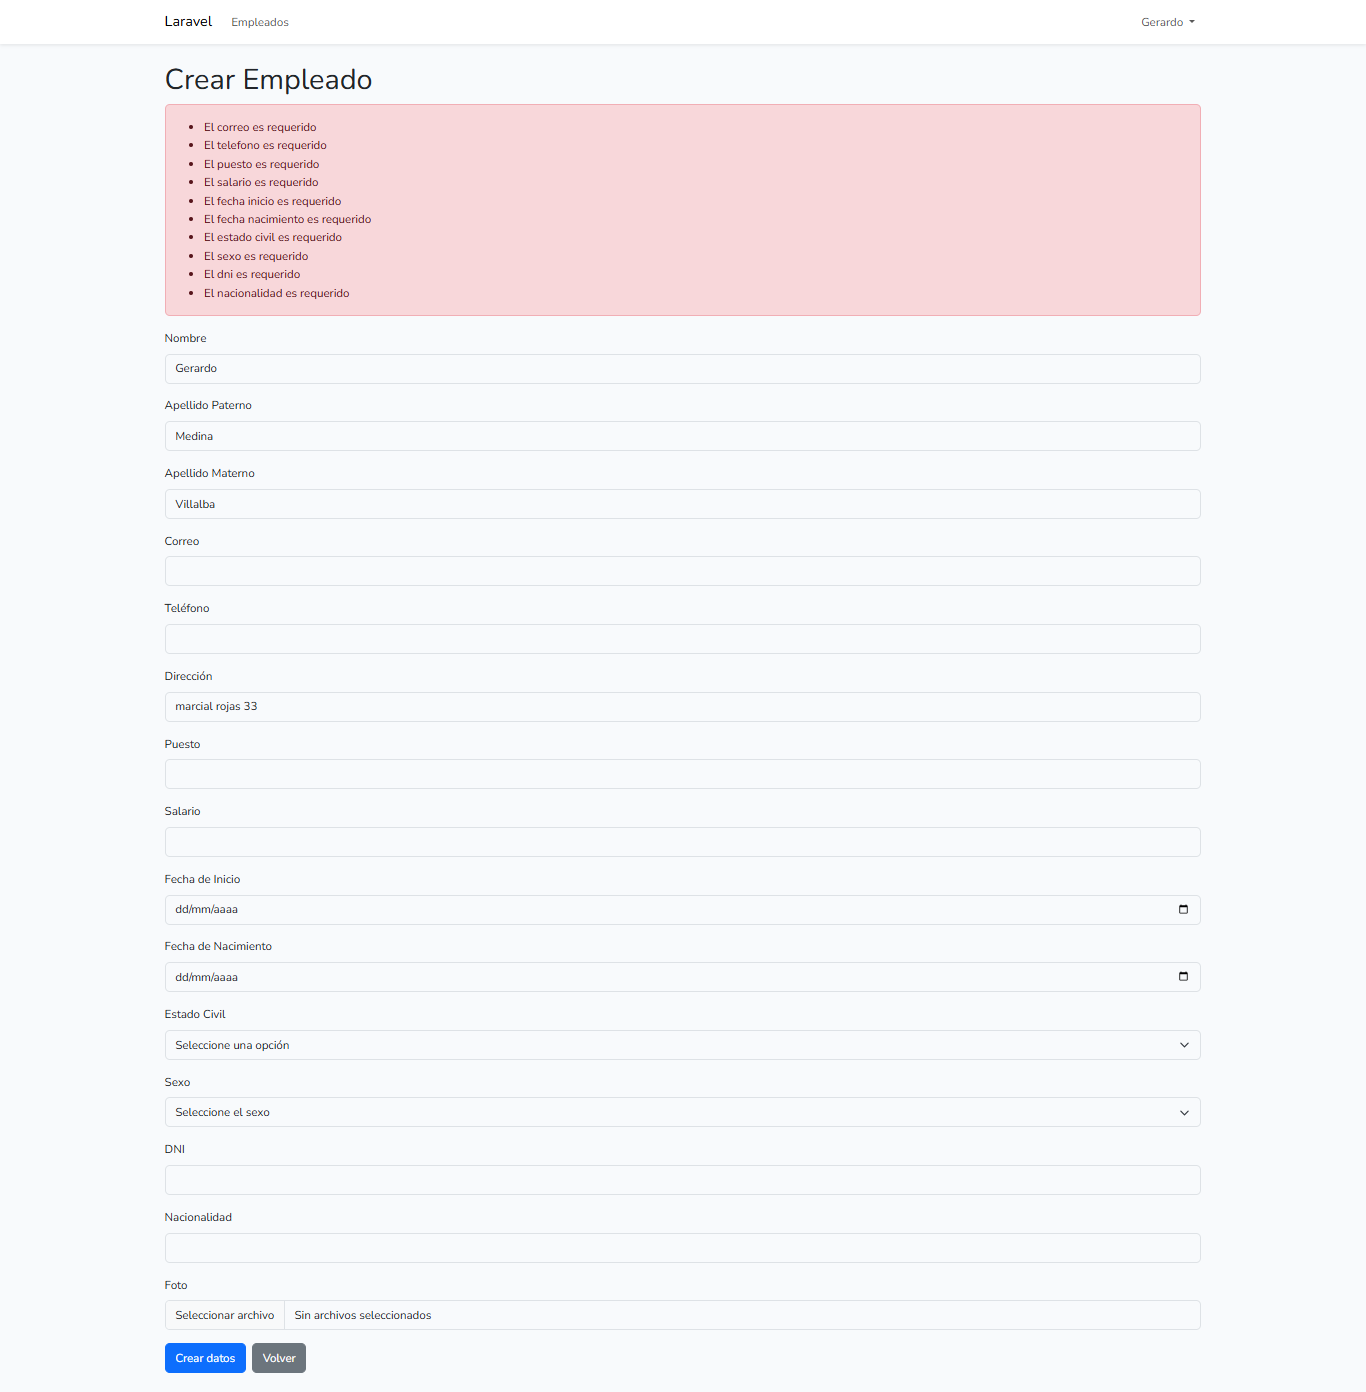 Laravel Empleados Gerardo
Crear Empleado
El correo es requerido
El telefono es requerido
El puesto es requerido
El salario es requerido
El fecha inicio es requerido
El fecha nacimiento es requerido
El estado civil es requerido
El sexo es requerido
El dni es requerido
El nacionalidad es requerido
Nombre
Gerardo
Apellido Paterno
Medina
Apellido Materno
Villalba
Correo
Teléfono
Dirección
marcial rojas 33
Puesto
Salario
Fecha de Inicio
dd/mm/aaaa
Fecha de Nacimiento
dd/mm/aaaa
Estado Civil
Seleccione una opción
Sexo
Seleccione el sexo
DNI
Nacionalidad
Foto
Seleccionar archivo Sin archivos seleccionados
Crear datos Volver